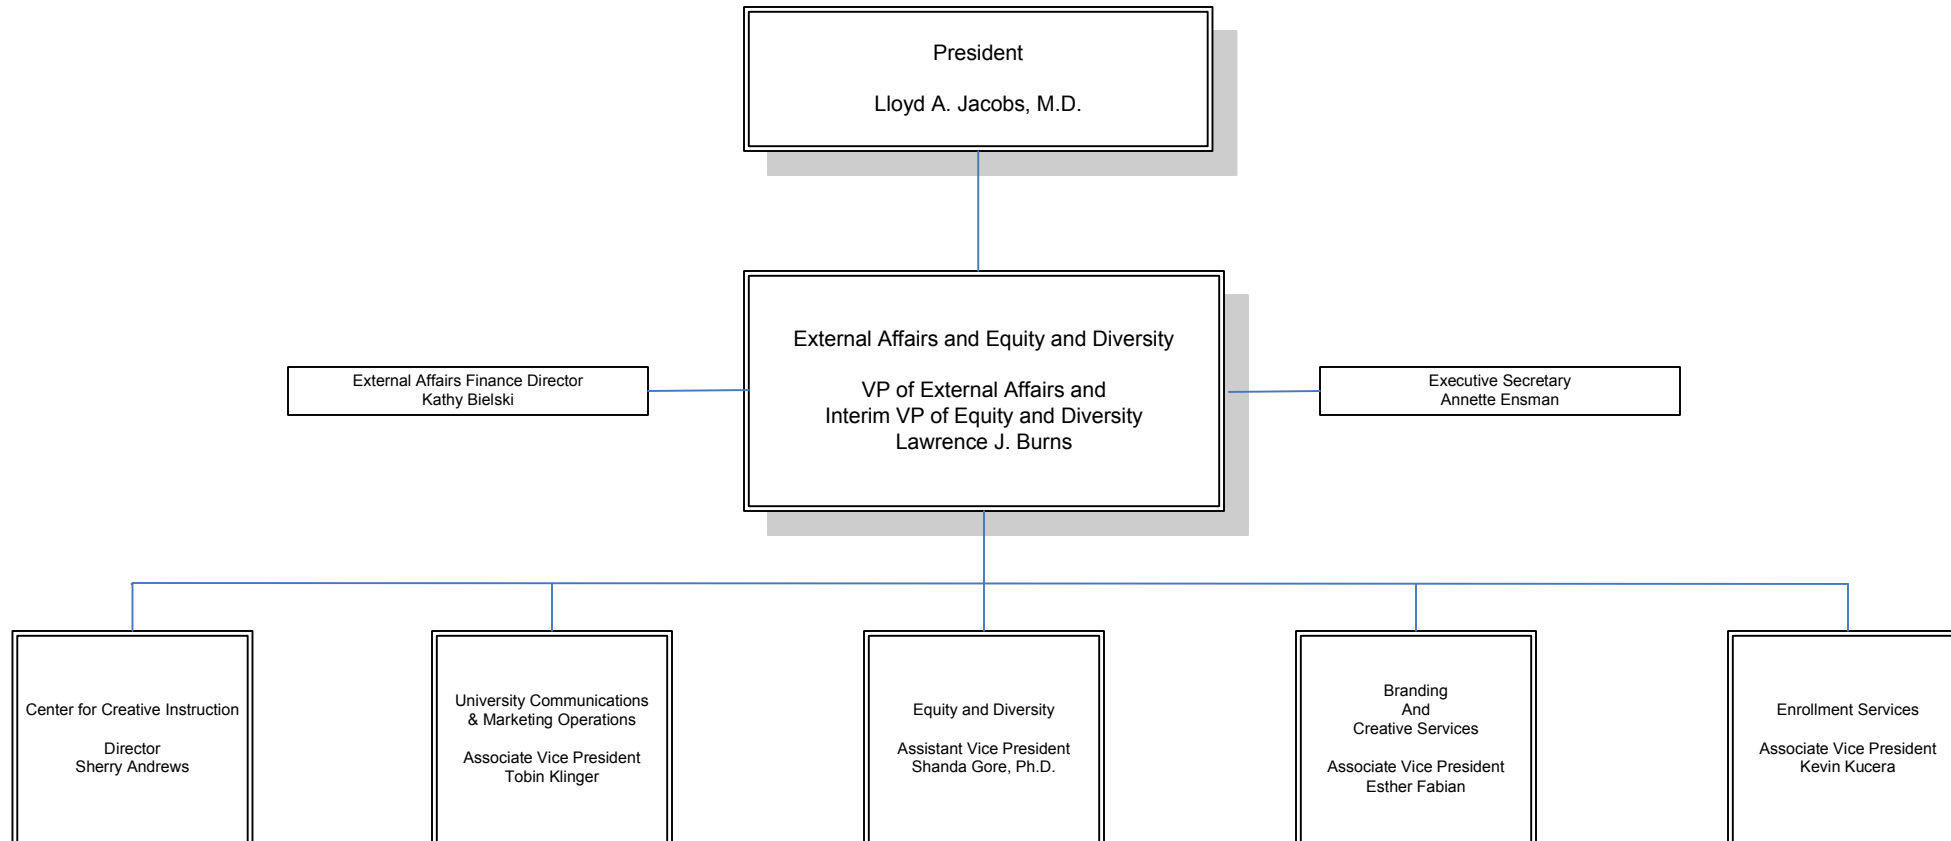 President
Lloyd A. Jacobs, M.D.
External Affairs and Equity and Diversity
VP of External Affairs and
Interim VP of Equity and Diversity
Lawrence J. Burns
External Affairs Finance Director
Kathy Bielski
Executive Secretary
Annette Ensman
Center for Creative Instruction
Director
Sherry Andrews
University Communications
& Marketing Operations
Associate Vice President
Tobin Klinger
Equity and Diversity
Assistant Vice President
Shanda Gore, Ph.D.
Branding
And
Creative Services
Associate Vice President
Esther Fabian
Enrollment Services
Associate Vice President
Kevin Kucera